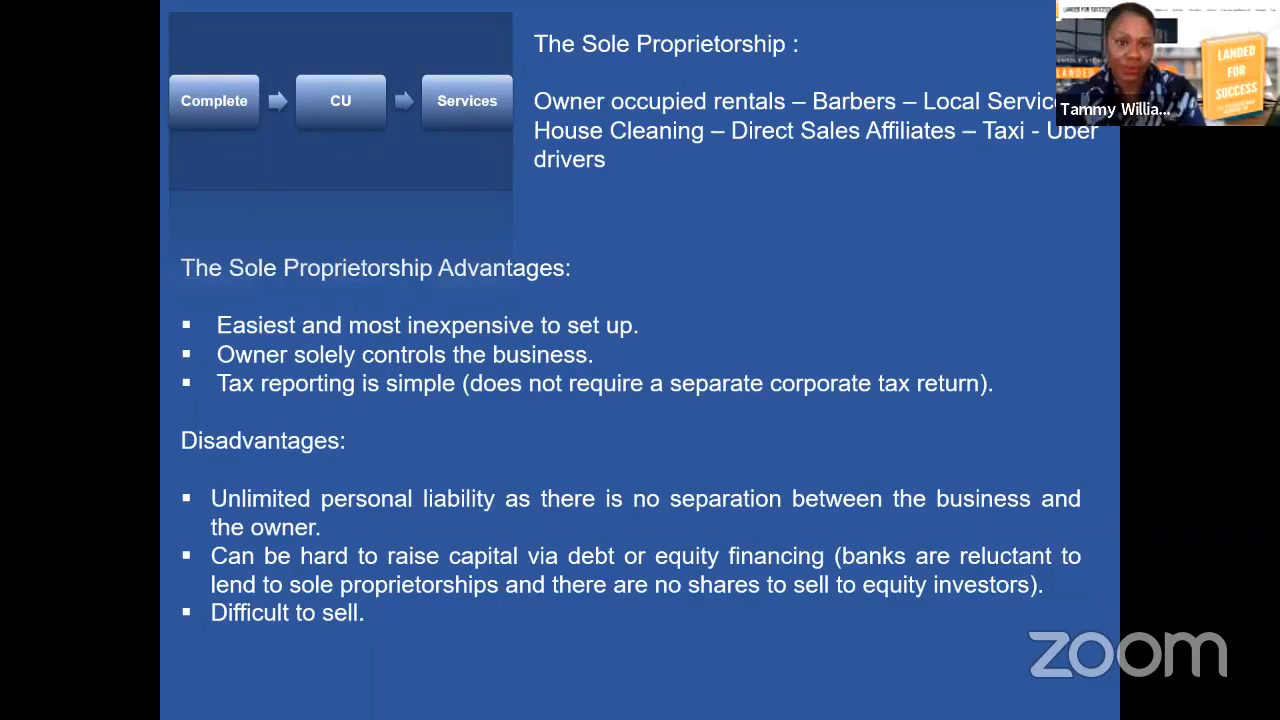 Complete
CU
Services
The Sole Proprietorship :
Owner occupied rentals – Barbers – Local
House Cleaning – Direct Sales Affiliates – Taxi - Uber
drivers
LANDED FOR SUCCESS
LANDED
LANDED
FOR
SUCCESS
Tammy Willia...
The Sole Proprietorship Advantages:
▪ Easiest and most inexpensive to set up.
▪ Owner solely controls the business.
▪ Tax reporting is simple (does not require a separate corporate tax return).
Disadvantages:
▪ Unlimited personal liability as there is no separation between the business and
the owner.
▪ Can be hard to raise capital via debt or equity financing (banks are reluctant to
lend to sole proprietorships and there are no shares to sell to equity investors).
▪ Difficult to sell.
zoom